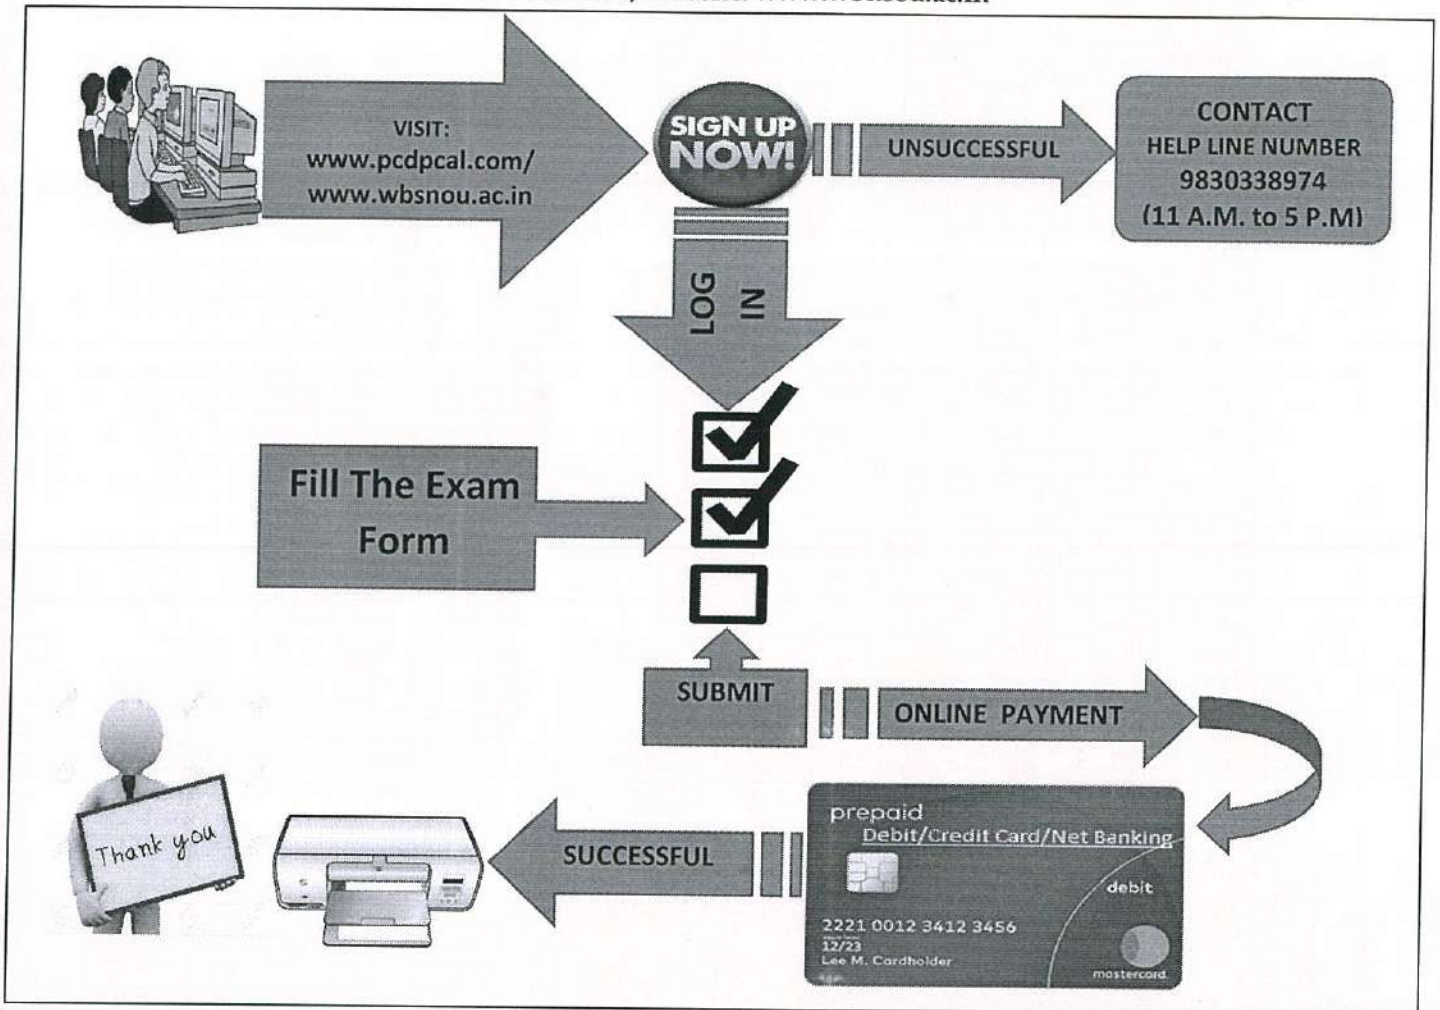 VISIT:
www.pcdpcal.com/
www.wbsnou.ac.in
SIGN UP
NOW!
UNSUCCESSFUL
CONTACT
HELP LINE NUMBER
9830338974
(11 A.M. to 5 P.M)
LOG
IN
Fill The Exam
Form
SUBMIT
ONLINE PAYMENT
prepaid
Debit/Credit Card/Net Banking
debit
2221 0012 3412 3456
12/23
Lee M. Cardholder
mastercard.
SUCCESSFUL
Thank you